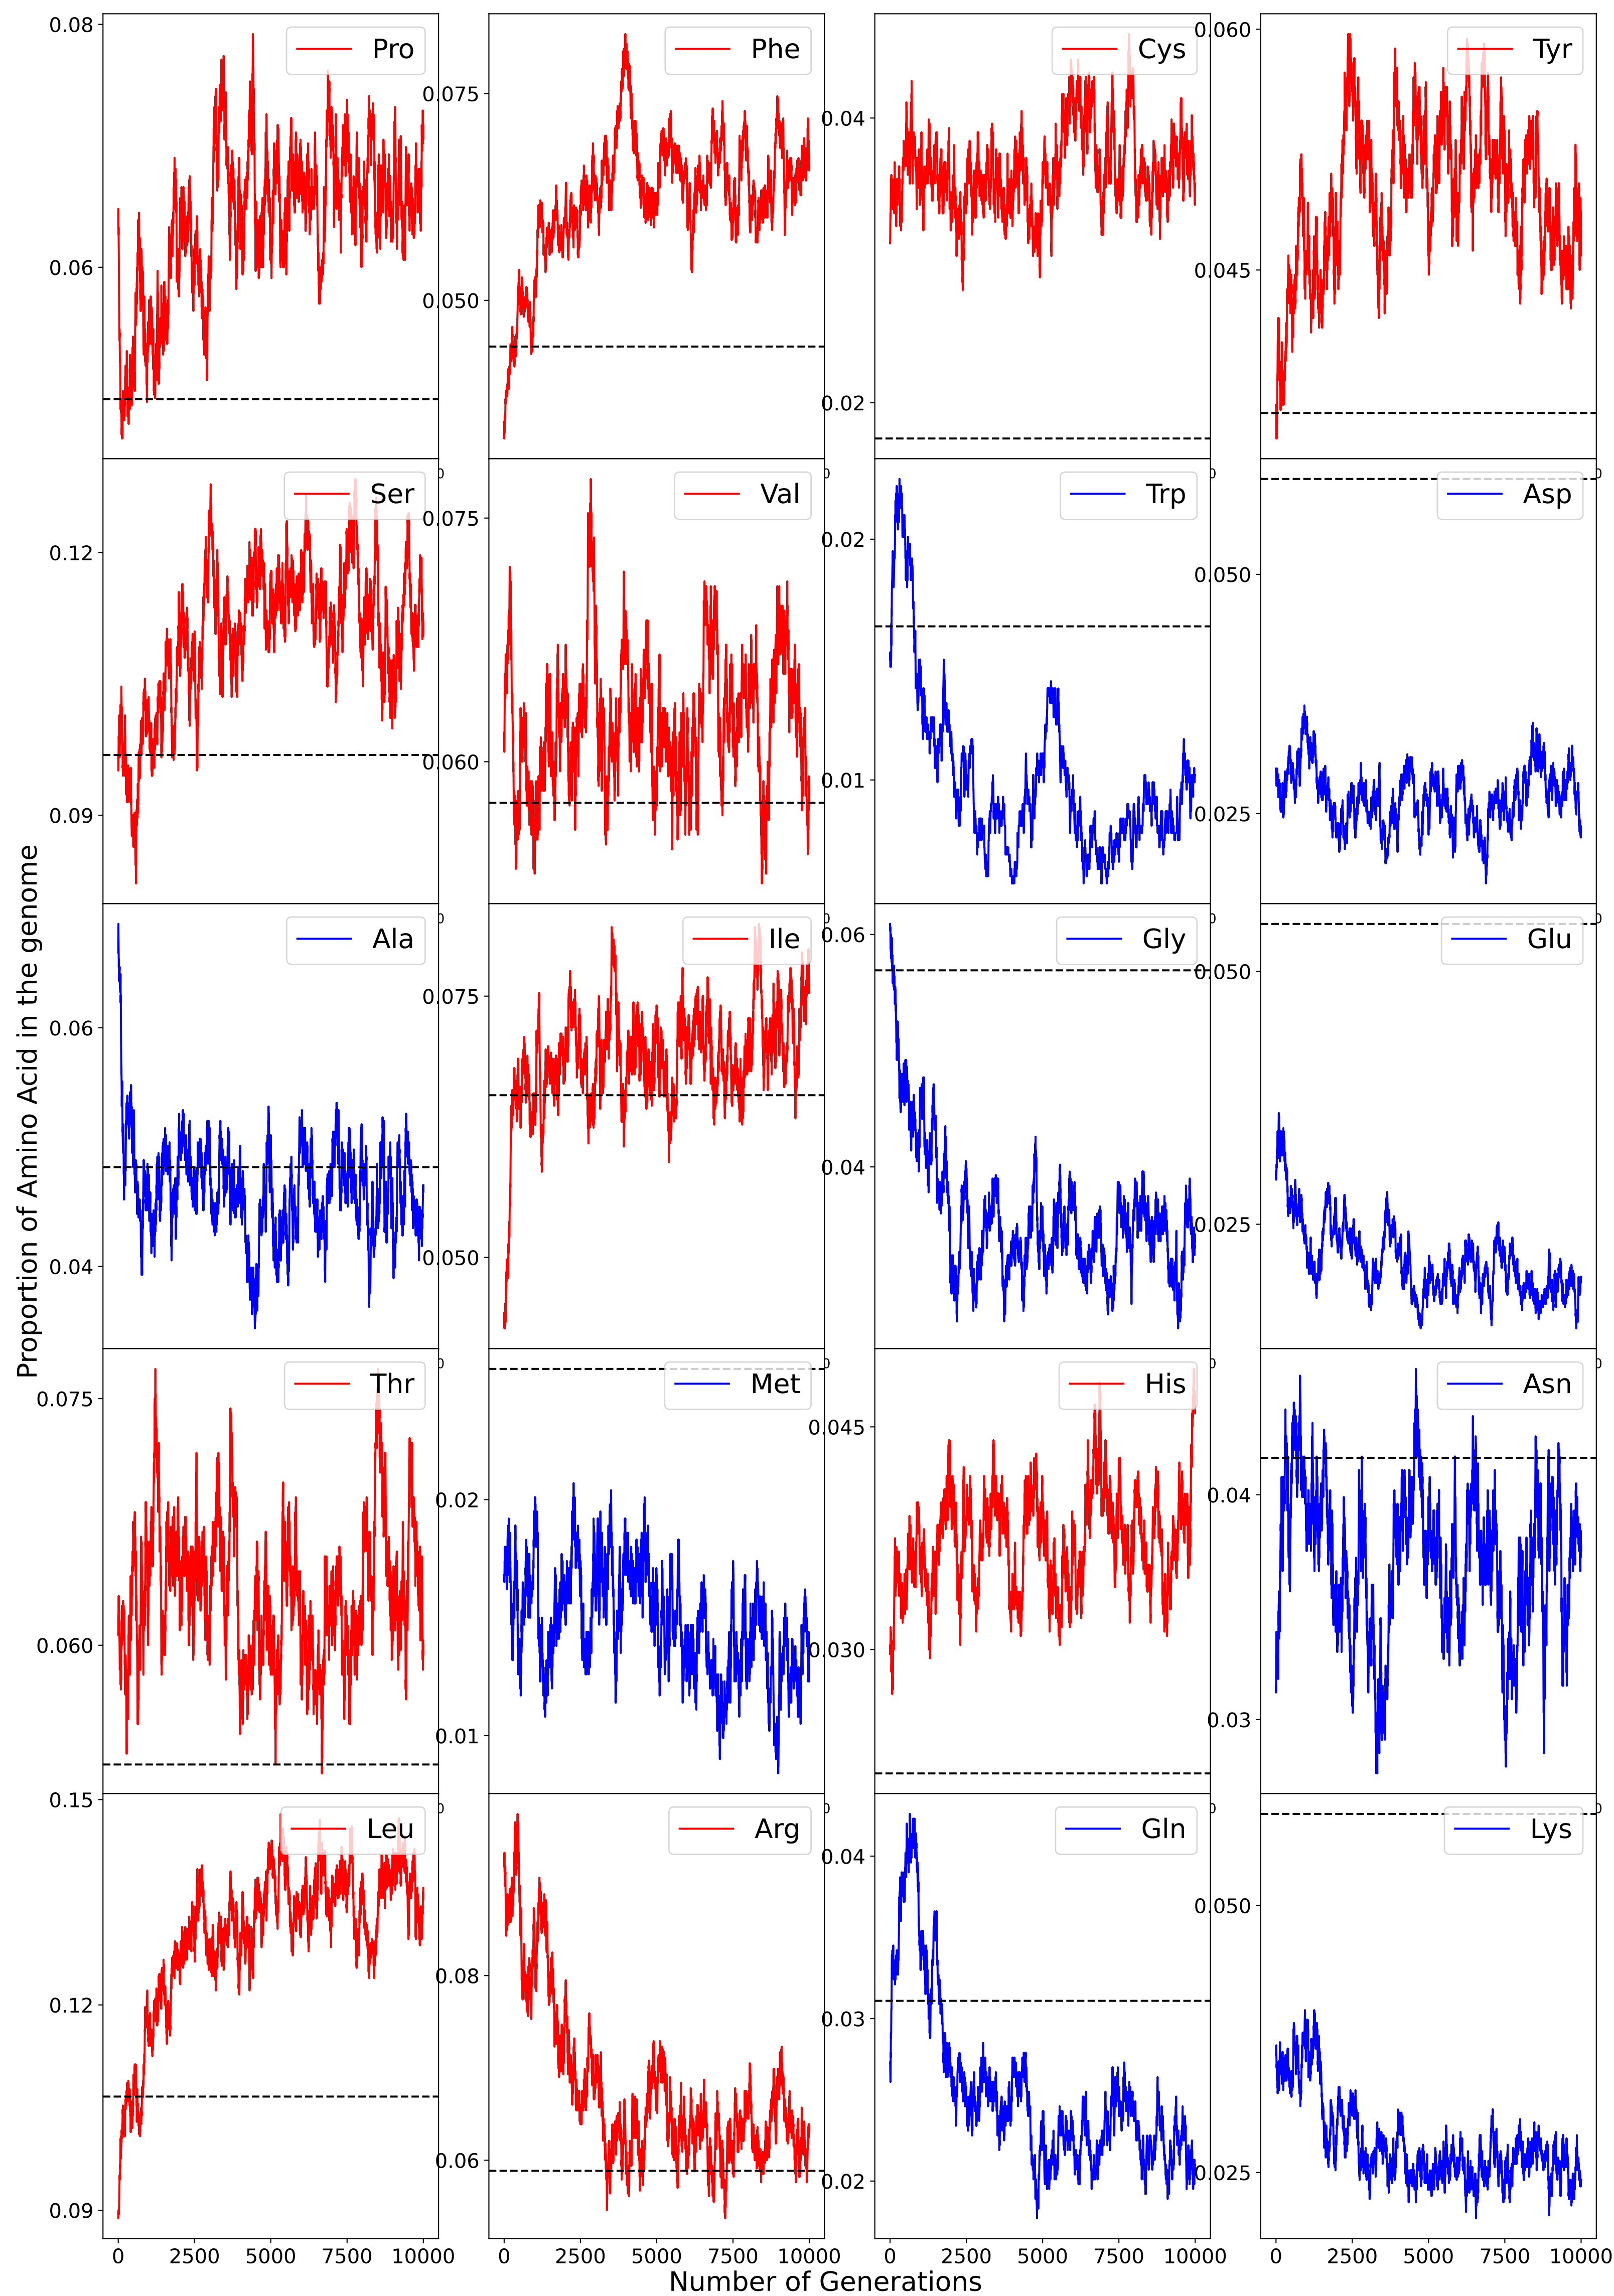 Proportion of Amino Acid in the genome
0.08
0.06
Pro
0.075
0.050
Phe
0.04
0.02
Cys
0.060
0.045
Tyr
0.12
0.09
Ser
0.075
0.060
Val
0.02
0.01
Trp
0.050
0.025
Asp
0.06
0.04
Ala
0.075
0.050
Ile
0.06
0.04
Gly
0.050
0.025
Glu
0.075
0.060
Thr
0.02
0.01
Met
0.045
0.030
His
0.04
0.03
Asn
0.15
0.12
0.09
Leu
0.08
0.06
Arg
0.04
0.03
0.02
Gln
0.050
0.025
Lys
0 2500 5000 7500 10000
0 2500 5000 7500 10000
0 2500 5000 7500 10000
0 2500 5000 7500 10000
Number of Generations